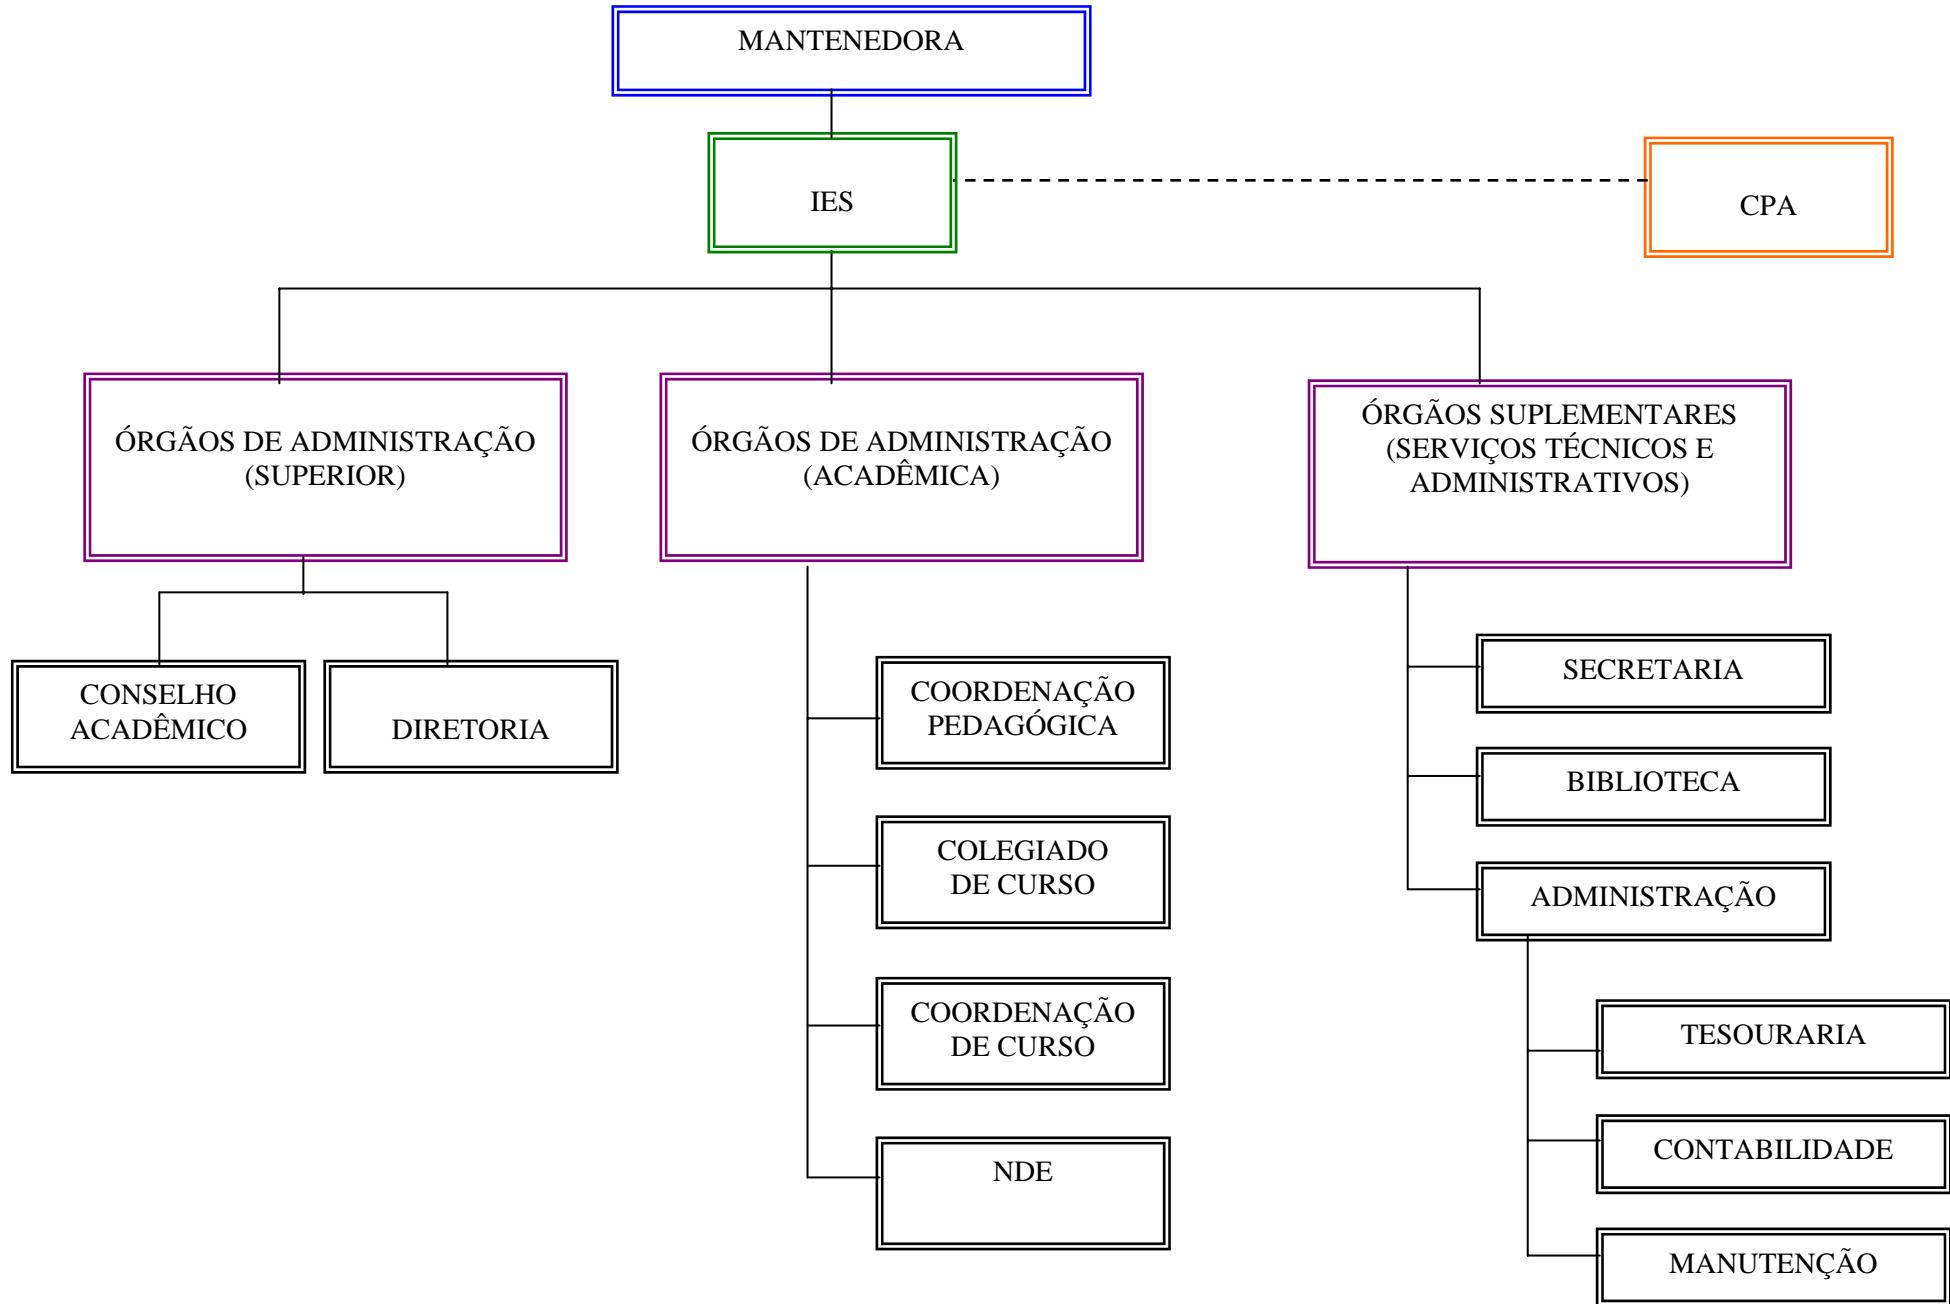 MANTENEDORA
IES
CPA
ÓRGÃOS DE ADMINISTRAÇÃO
(SUPERIOR)
ÓRGÃOS DE ADMINISTRAÇÃO
(ACADÊMICA)
ÓRGÃOS SUPLEMENTARES
(SERVIÇOS TÉCNICOS E
ADMINISTRATIVOS)
CONSELHO
ACADÊMICO
DIRETORIA
COORDENAÇÃO
PEDAGÓGICA
COLEGIADO
DE CURSO
COORDENAÇÃO
DE CURSO
NDE
SECRETARIA
BIBLIOTECA
ADMINISTRAÇÃO
TESOURARIA
CONTABILIDADE
MANUTENÇÃO